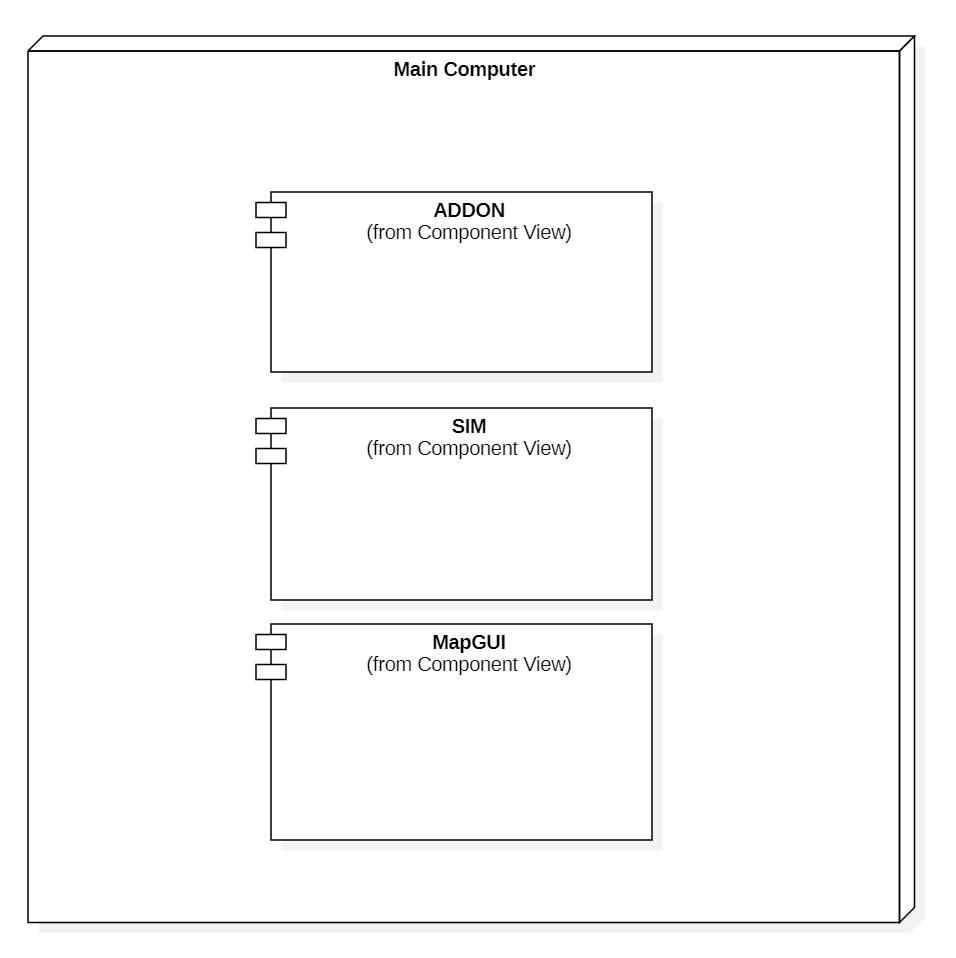 Main Computer
ADDON
(from Component View)
SIM
(from Component View)
MapGUI
(from Component View)